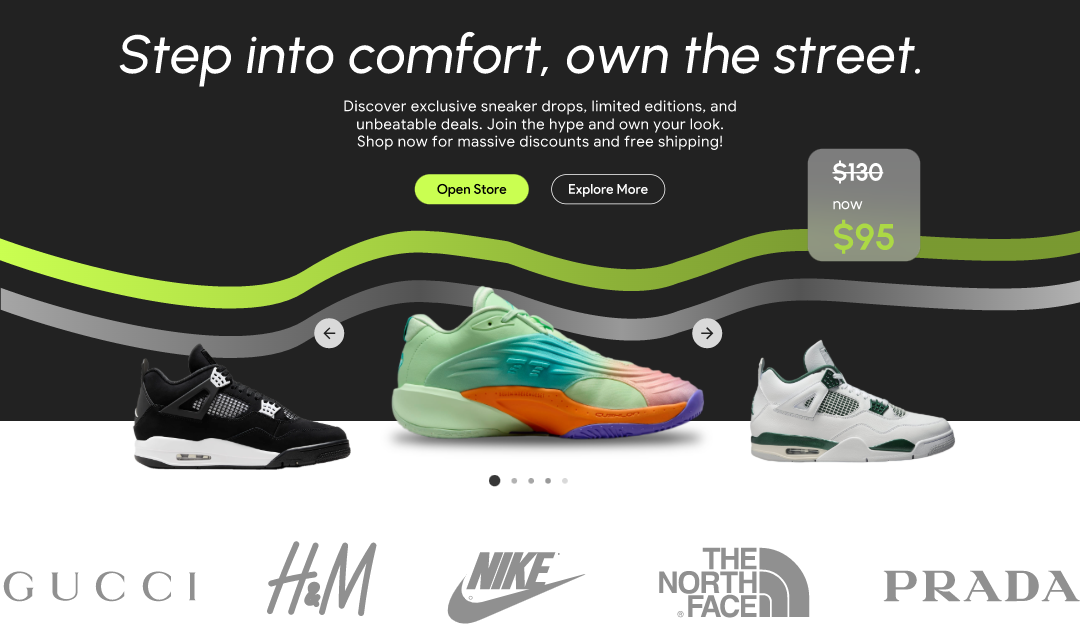 Step into comfort, own the street.
Discover exclusive sneaker drops, limited editions, and
unbeatable deals. Join the hype and own your look.
Shop now for massive discounts and free shipping!
Open Store
Explore More
$130
now
$95
GUCCI
H&M
NIKE
THE
NORTH
FACE
®
PRADA